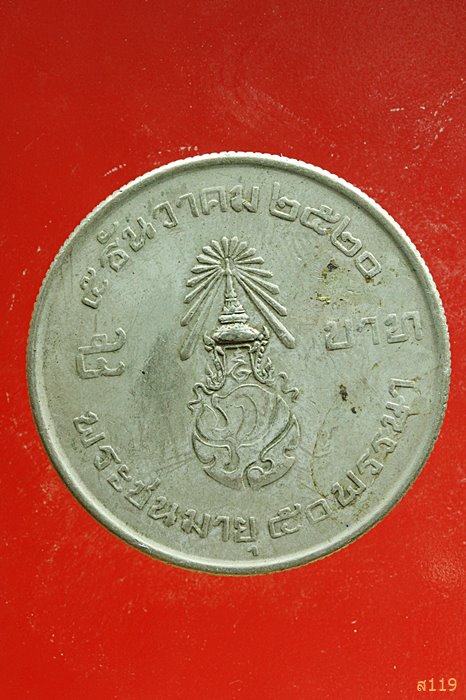 ๕ ธันวาคม ๒๕๒๐
๕ บาท
พระชนมายุ ๕๐ พรรษา
ส119